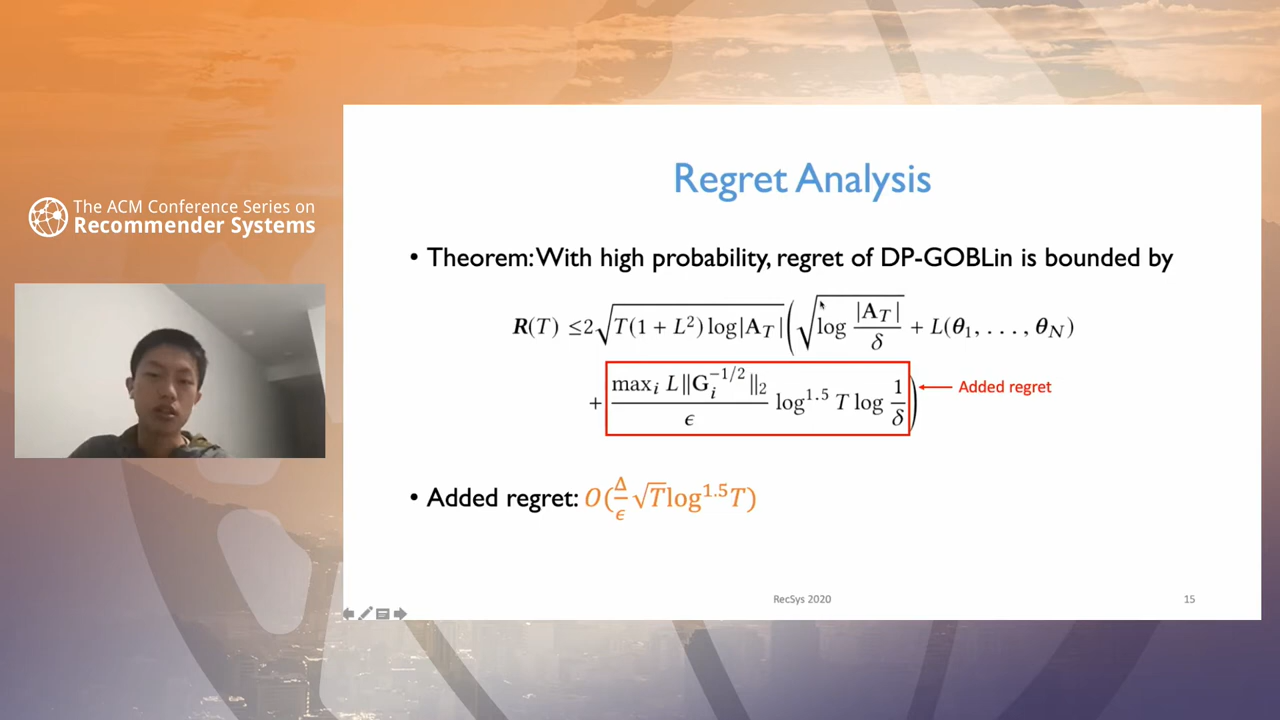 The ACM Conference Series on
Recommender Systems
Regret Analysis
• Theorem: With high probability, regret of DP-GOBLin is bounded by
R(T) ≤2√(T(1 + L²) log|A_T|) (√(log |A_T|/δ) + L(θ₁, . . . , θ_N)
+ (max_i L‖G_i^{-1/2}‖₂)/ϵ log^{1.5} T log 1/δ)
Added regret
• Added regret: O(Δ/ϵ √T log^{1.5} T)
RecSys 2020
15